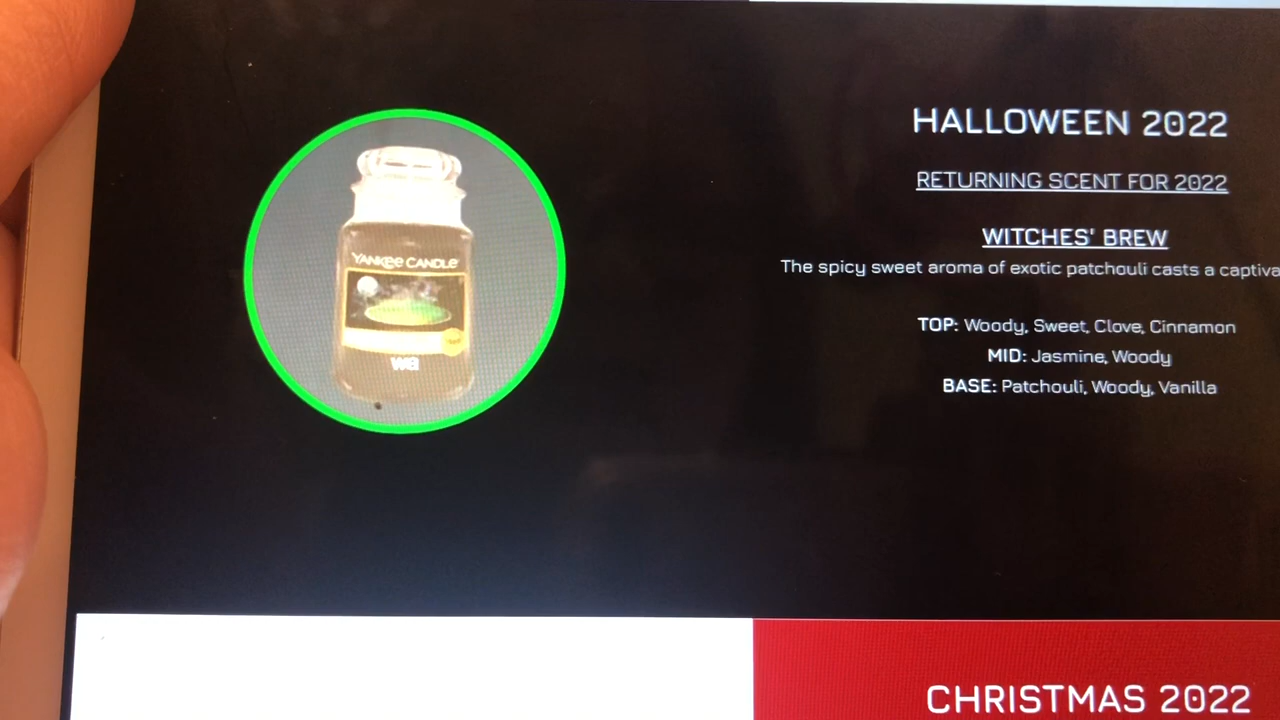 HALLOWEEN 2022
RETURNING SCENT FOR 2022
WITCHES' BREW
The spicy sweet aroma of exotic patchouli casts a captiva
TOP: Woody, Sweet, Clove, Cinnamon
MID: Jasmine, Woody
BASE: Patchouli, Woody, Vanilla
YANKEE CANDLE
WB
CHRISTMAS 2022